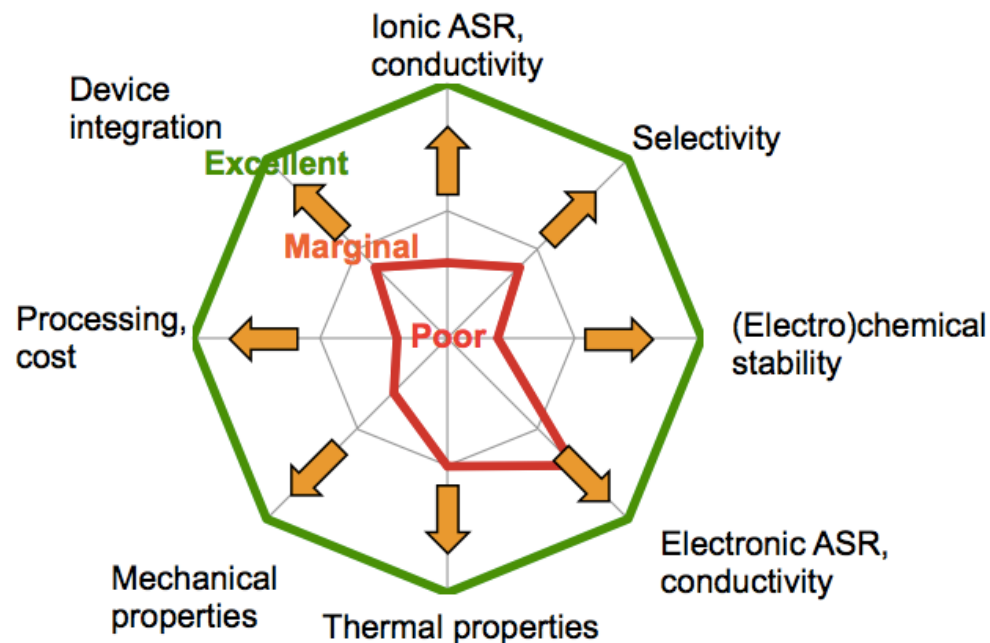 Ionic ASR,
conductivity
Device
integration
Selectivity
Excellent
Marginal
Processing,
cost
Poor
(Electro)chemical
stability
Electronic ASR,
conductivity
Mechanical
properties
Thermal properties